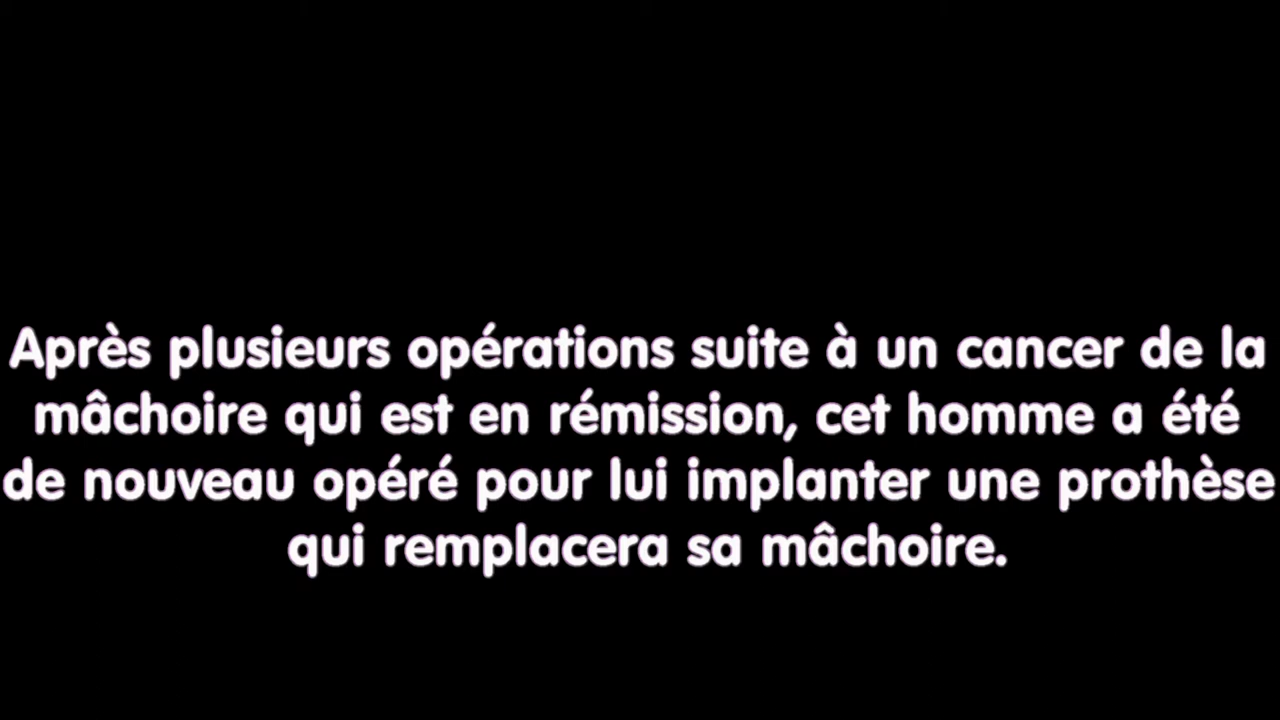 Après plusieurs opérations suite à un cancer de la
mâchoire qui est en rémission, cet homme a été
de nouveau opéré pour lui implanter une prothèse
qui remplacera sa mâchoire.